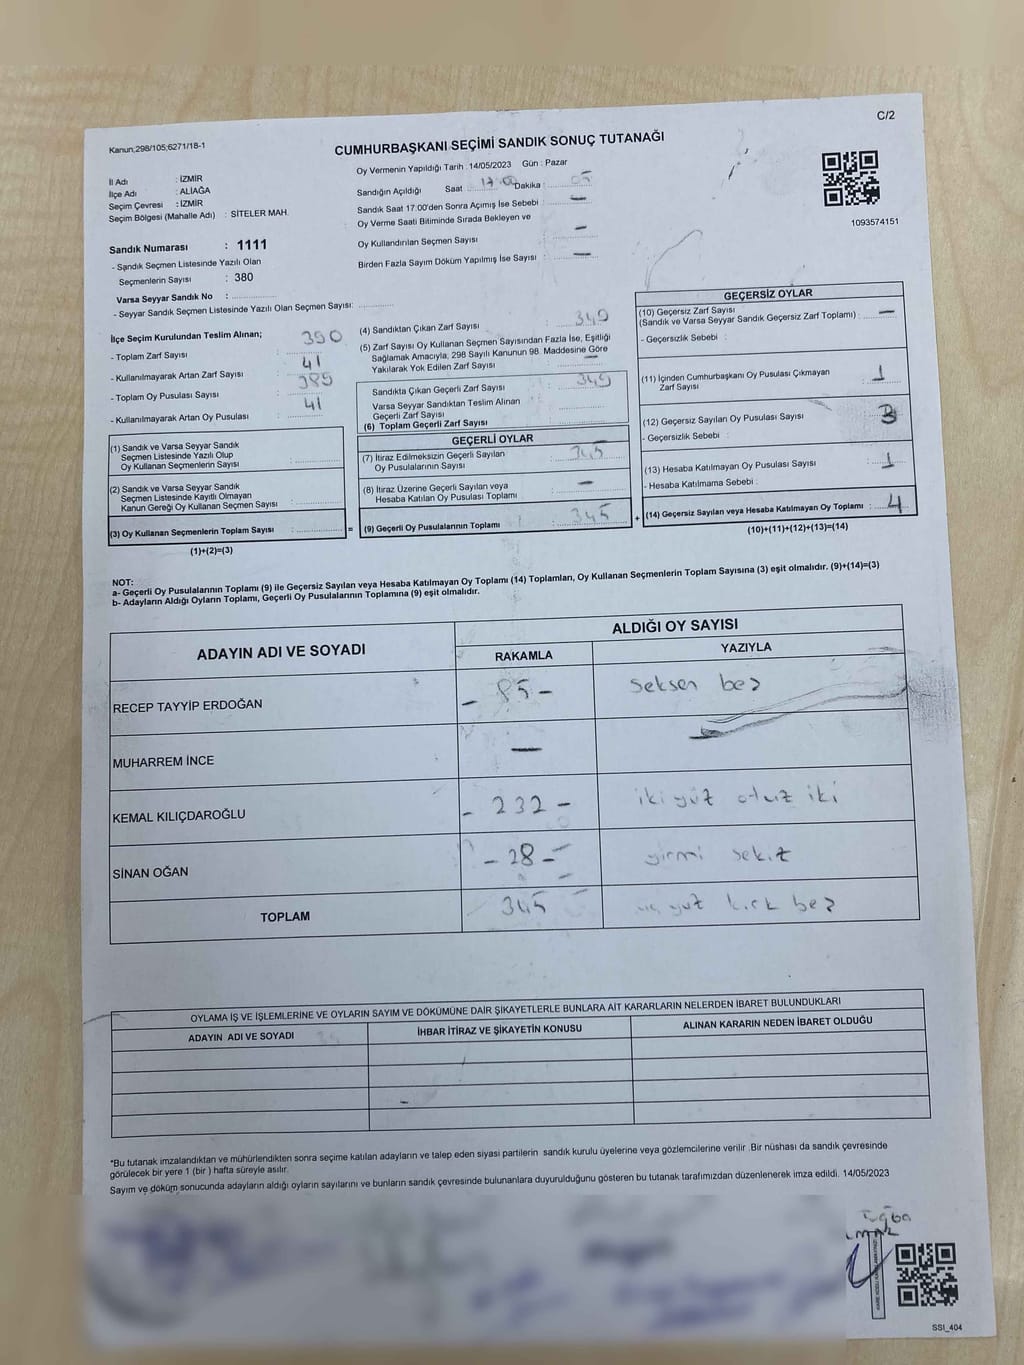 C/2
Kanun;298/105;6271/18-1
CUMHURBAŞKANI SEÇİMİ SANDIK SONUÇ TUTANAĞI
Oy Vermenin Yapıldığı Tarih : 14/05/2023 Gün : Pazar
İl Adı : İZMİR
İlçe Adı : ALİAĞA
Seçim Çevresi : İZMİR
Seçim Bölgesi (Mahalle Adı) : SİTELER MAH.
Sandık Numarası : 1111
- Sandık Seçmen Listesinde Yazılı Olan
Seçmenlerin Sayısı : 380
Varsa Seyyar Sandık No :
- Seyyar Sandık Seçmen Listesinde Yazılı Olan Seçmen Sayısı:
Sandığın Açıldığı Saat : 17:00 Dakika : 05
Sandık Saat 17:00'den Sonra Açımış İse Sebebi : —
Oy Verme Saati Bitiminde Sırada Bekleyen ve
Oy Kullandırılan Seçmen Sayısı : —
Birden Fazla Sayım Döküm Yapılmış İse Sayısı : —
1093574151
İlçe Seçim Kurulundan Teslim Alınan;
- Toplam Zarf Sayısı : 390
- Kullanılmayarak Artan Zarf Sayısı : 41
- Toplam Oy Pusulası Sayısı : 389
- Kullanılmayarak Artan Oy Pusulası : 41
(1) Sandık ve Varsa Seyyar Sandık
Seçmen Listesinde Yazılı Olup
Oy Kullanan Seçmenlerin Sayısı :
(2) Sandık ve Varsa Seyyar Sandık
Seçmen Listesinde Kayıtlı Olmayan
Kanun Gereği Oy Kullanan Seçmen Sayısı :
(3) Oy Kullanan Seçmenlerin Toplam Sayısı : =
(1)+(2)=(3)
(4) Sandıktan Çıkan Zarf Sayısı : 349
(5) Zarf Sayısı Oy Kullanan Seçmen Sayısından Fazla İse, Eşitliği
Sağlamak Amacıyla, 298 Sayılı Kanunun 98. Maddesine Göre
Yakılarak Yok Edilen Zarf Sayısı : —
Sandıkta Çıkan Geçerli Zarf Sayısı : 349
Varsa Seyyar Sandıktan Teslim Alınan
Geçerli Zarf Sayısı
(6) Toplam Geçerli Zarf Sayısı
GEÇERLİ OYLAR
(7) İtiraz Edilmeksizin Geçerli Sayılan
Oy Pusulalarının Sayısı : 345
(8) İtiraz Üzerine Geçerli Sayılan veya
Hesaba Katılan Oy Pusulası Toplamı : —
(9) Geçerli Oy Pusulalarının Toplamı : 345 +
GEÇERSİZ OYLAR
(10) Geçersiz Zarf Sayısı
(Sandık ve Varsa Seyyar Sandık Geçersiz Zarf Toplamı) : —
- Geçersizlik Sebebi :
(11) İçinden Cumhurbaşkanı Oy Pusulası Çıkmayan
Zarf Sayısı : 1
(12) Geçersiz Sayılan Oy Pusulası Sayısı : 3
- Geçersizlik Sebebi :
(13) Hesaba Katılmayan Oy Pusulası Sayısı : 1
- Hesaba Katılmama Sebebi :
(14) Geçersiz Sayılan veya Hesaba Katılmayan Oy Toplamı : 4
(10)+(11)+(12)+(13)=(14)
NOT:
a- Geçerli Oy Pusulalarının Toplamı (9) ile Geçersiz Sayılan veya Hesaba Katılmayan Oy Toplamı (14) Toplamları, Oy Kullanan Seçmenlerin Toplam Sayısına (3) eşit olmalıdır. (9)+(14)=(3)
b- Adayların Aldığı Oyların Toplamı, Geçerli Oy Pusulalarının Toplamına (9) eşit olmalıdır.
ADAYIN ADI VE SOYADI
ALDIĞI OY SAYISI
RAKAMLA YAZIYLA
RECEP TAYYİP ERDOĞAN - 85 - seksen beş
MUHARREM İNCE —
KEMAL KILIÇDAROĞLU - 232 - iki yüz otuz iki
SİNAN OĞAN - 28 - yirmi sekiz
TOPLAM 345 üç yüz kırk beş
OYLAMA İŞ VE İŞLEMLERİNE VE OYLARIN SAYIM VE DÖKÜMÜNE DAİR ŞİKAYETLERLE BUNLARA AİT KARARLARIN NELERDEN İBARET BULUNDUKLARI
ADAYIN ADI VE SOYADI İHBAR İTİRAZ VE ŞİKAYETİN KONUSU ALINAN KARARIN NEDEN İBARET OLDUĞU
*Bu tutanak imzalandıktan ve mühürlendikten sonra seçime katılan adayların ve talep eden siyasi partilerin sandık kurulu üyelerine veya gözlemcilerine verilir .Bir nüshası da sandık çevresinde
görülecek bir yere 1 (bir ) hafta süreyle asılır.
Sayım ve döküm sonucunda adayların aldığı oyların sayılarını ve bunların sandık çevresinde bulunanlara duyurulduğunu gösteren bu tutanak tarafımızdan düzenlenerek imza edildi. 14/05/2023
Tuğba
SSI_404